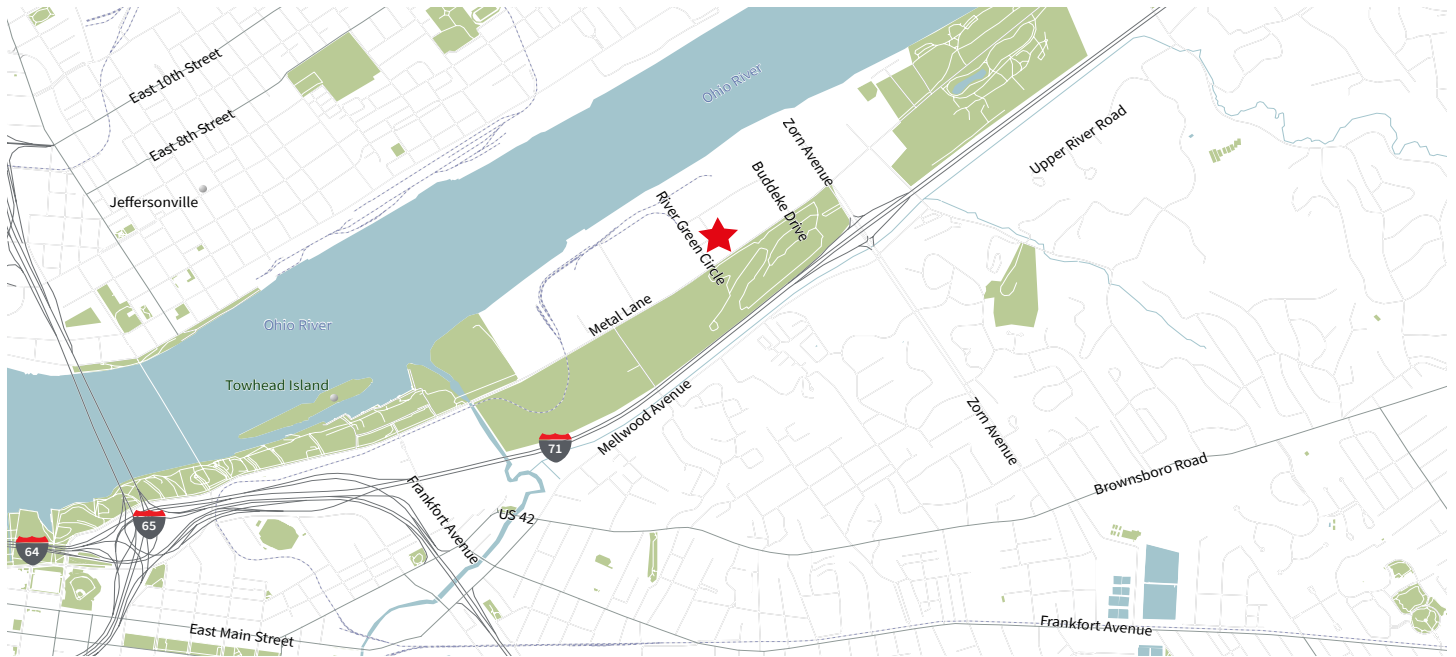 East 10th Street
Ohio River
Zorn Avenue
Upper River Road
East 8th Street
Buddeke Drive
Jeffersonville
River Green Circle
Metal Lane
Ohio River
Towhead Island
Mellwood Avenue
Zorn Avenue
71
Brownsboro Road
Frankfort Avenue
US 42
65
64
Frankfort Avenue
East Main Street